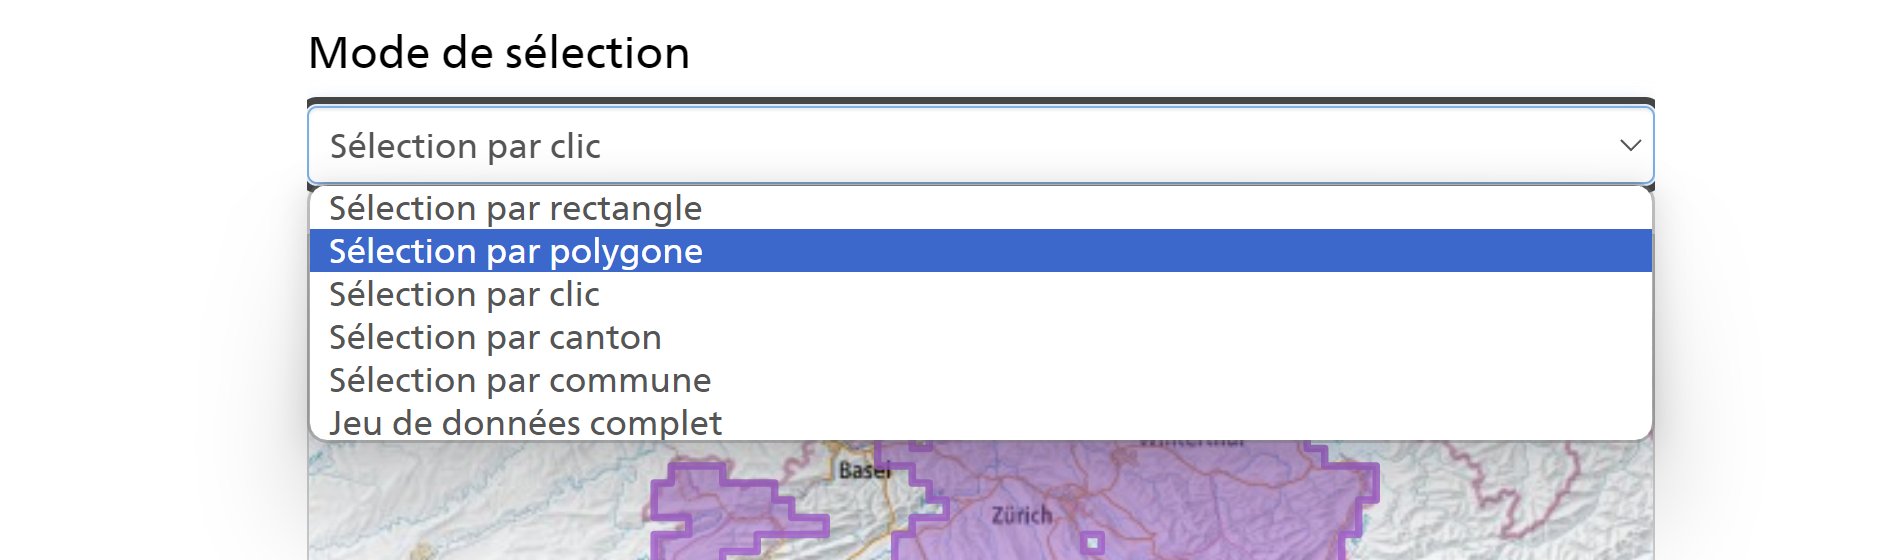 Mode de sélection
Sélection par clic
Sélection par rectangle
Sélection par polygone
Sélection par clic
Sélection par canton
Sélection par commune
Jeu de données complet
Winterthur
Basel
Zürich